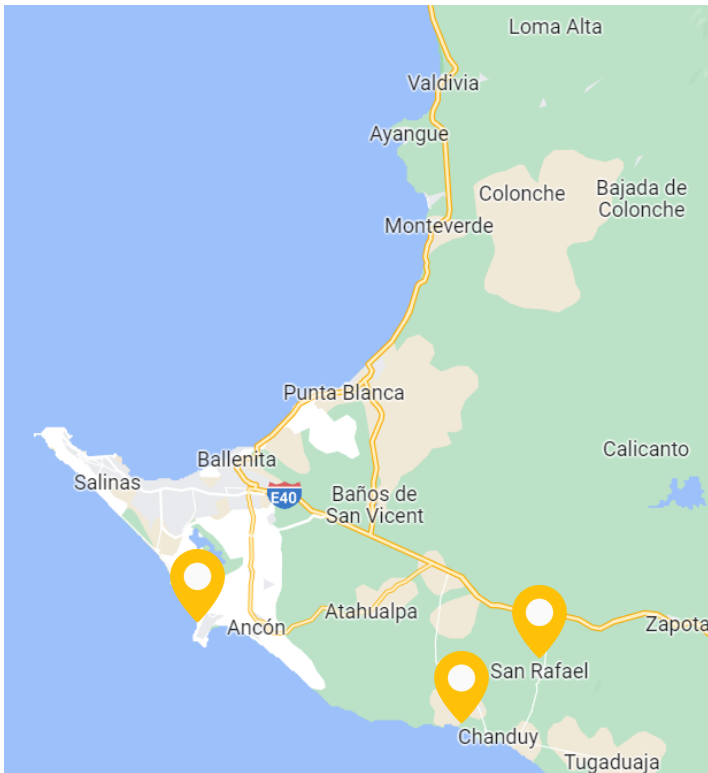 Loma Alta
Valdivia
Ayangue
Colonche
Bajada de
Colonche
Monteverde
Punta Blanca
Calicanto
Ballenita
Salinas
E40
Baños de
San Vicent
Atahualpa
Ancón
Zapota
San Rafael
Chanduy
Tugaduaja